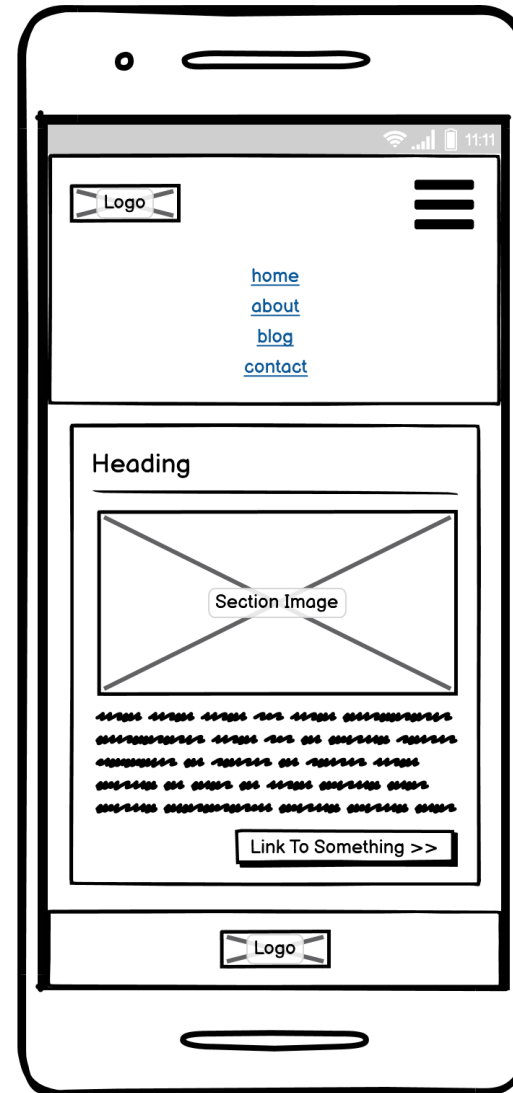 11:11
Logo
home
about
blog
contact
Heading
Section Image
Link To Something >>
Logo